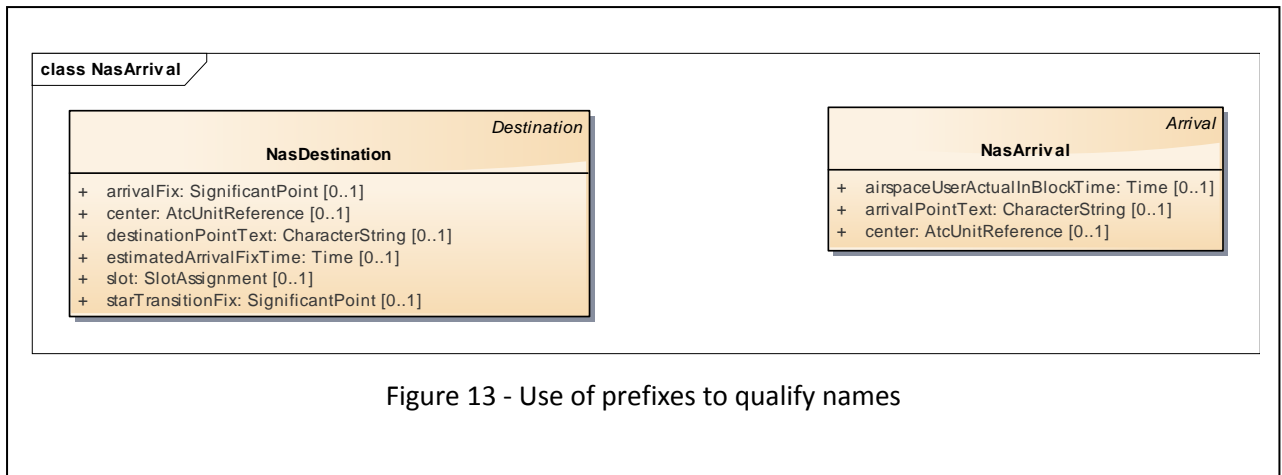 class NasArrival
Destination
NasDestination
+ arrivalFix: SignificantPoint [0..1]
+ center: AtcUnitReference [0..1]
+ destinationPointText: CharacterString [0..1]
+ estimatedArrivalFixTime: Time [0..1]
+ slot: SlotAssignment [0..1]
+ starTransitionFix: SignificantPoint [0..1]
Arrival
NasArrival
+ airspaceUserActualInBlockTime: Time [0..1]
+ arrivalPointText: CharacterString [0..1]
+ center: AtcUnitReference [0..1]
Figure 13 - Use of prefixes to qualify names